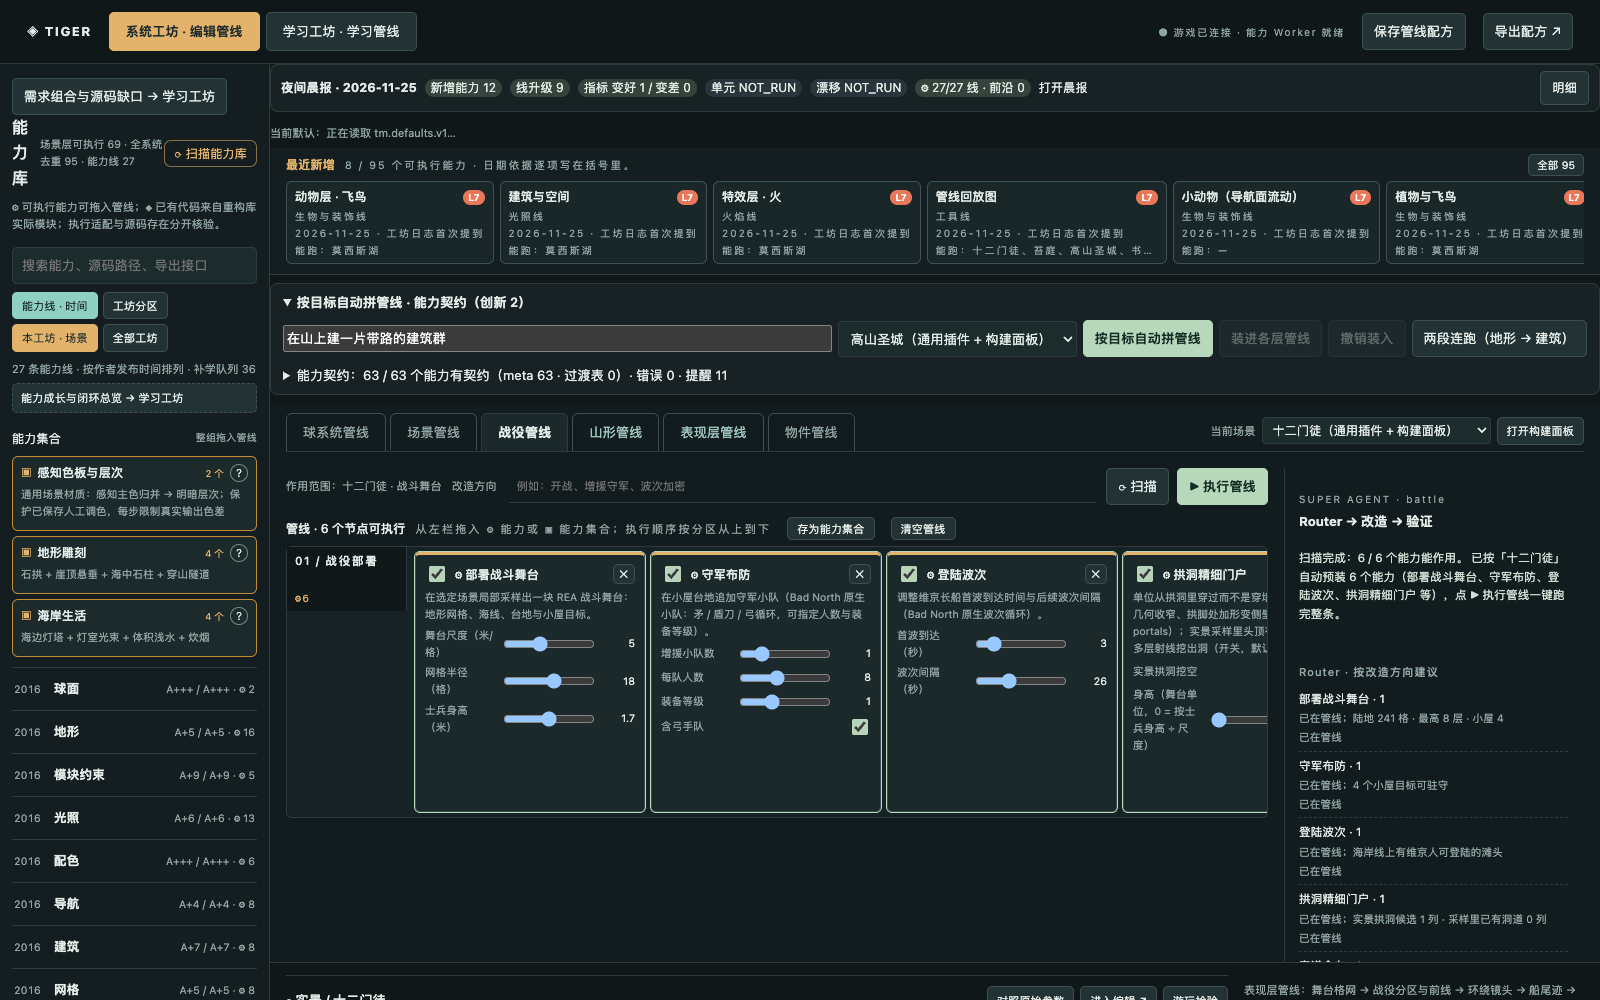 ◈ TIGER
系统工坊 · 编辑管线
学习工坊 · 学习管线
游戏已连接 · 能力 Worker 就绪
保存管线配方
导出配方 ↗
需求组合与源码缺口 → 学习工坊
能力库
场景层可执行 69 · 全系统去重 95 · 能力线 27
⟳ 扫描能力库
⚙ 可执行能力可拖入管线；◆ 已有代码来自重构库
实际模块；执行适配与源码存在分开核验。
搜索能力、源码路径、导出接口
能力线 · 时间
工坊分区
本工坊 · 场景
全部工坊
27 条能力线 · 按作者发布时间排列 · 补学队列 36
能力成长与闭环总览 → 学习工坊
能力集合
整组拖入管线
▣ 感知色板与层次 2 个 ?
通用场景材质：感知主色归并 → 明暗层次；保
护已保存人工调色，每步限制真实输出色差
▣ 地形雕刻 4 个 ?
石拱 + 崖顶悬垂 + 海中石柱 + 穿山隧道
▣ 海岸生活 4 个 ?
海边灯塔 + 灯室光束 + 体积浅水 + 炊烟
2016 球面 A+++ / A+++ · ⚙ 2
2016 地形 A+5 / A+5 · ⚙ 16
2016 模块约束 A+9 / A+9 · ⚙ 5
2016 光照 A+6 / A+6 · ⚙ 13
2016 配色 A+++ / A+++ · ⚙ 6
2016 导航 A+4 / A+4 · ⚙ 8
2016 建筑 A+7 / A+7 · ⚙ 8
2016 网格 A+5 / A+5 · ⚙ 8
夜间晨报 · 2026-11-25
新增能力 12
线升级 9
指标 变好 1 / 变差 0
单元 NOT_RUN
漂移 NOT_RUN
⚙ 27/27 线 · 前沿 0
打开晨报
明细
当前默认：正在读取 tm.defaults.v1…
最近新增 8 / 95 个可执行能力 · 日期依据逐项写在括号里。
全部 95
动物层 · 飞鸟 L7
生物与装饰线
2026-11-25 · 工坊日志首次提到
能跑：莫西斯湖
建筑与空间 L7
光照线
2026-11-25 · 工坊日志首次提到
能跑：莫西斯湖
特效层 · 火 L7
火焰线
2026-11-25 · 工坊日志首次提到
能跑：莫西斯湖
管线回放图 L7
工具线
2026-11-25 · 工坊日志首次提到
能跑：十二门徒、苔庭、高山圣城、书…
小动物（导航面流动） L7
生物与装饰线
2026-11-25 · 工坊日志首次提到
能跑：—
植物与飞鸟 L7
生物与装饰线
2026-11-25 · 工坊日志首次提到
能跑：莫西斯湖
▼ 按目标自动拼管线 · 能力契约（创新 2）
在山上建一片带路的建筑群
高山圣城（通用插件 + 构建面板）
按目标自动拼管线
装进各层管线
撤销装入
两段连跑（地形 → 建筑）
▶ 能力契约：63 / 63 个能力有契约（meta 63 · 过渡表 0）· 错误 0 · 提醒 11
球系统管线
场景管线
战役管线
山形管线
表现层管线
物件管线
当前场景
十二门徒（通用插件 + 构建面板）
打开构建面板
作用范围：十二门徒 · 战斗舞台
改造方向
例如：开战、增援守军、波次加密
⟳ 扫描
▶ 执行管线
管线 · 6 个节点可执行 从左栏拖入 ⚙ 能力或 ▣ 能力集合；执行顺序按分区从上到下
存为能力集合
清空管线
01 / 战役部署
⚙6
⚙ 部署战斗舞台 ✕
在选定场景局部采样出一块 REA 战斗舞台：
地形网格、海线、台地与小屋目标。
舞台尺度（米/格） 5
网格半径（格） 18
士兵身高（米） 1.7
⚙ 守军布防 ✕
在小屋台地追加守军小队（Bad North 原生
小队：矛 / 盾刀 / 弓循环，可指定人数与装
备等级）。
增援小队数 1
每队人数 8
装备等级 1
含弓手队
⚙ 登陆波次 ✕
调整维京长船首波到达时间与后续波次间隔
（Bad North 原生波次循环）。
首波到达（秒） 3
波次间隔（秒） 26
⚙ 拱洞精细门户
单位从拱洞里穿过而不是穿
几何收窄，拱脚处加形变侧
portals）；实景采样里头顶
多层射线挖出洞（开关，默
实景拱洞挖空
身高（舞台单位，0 = 按士兵身高 ÷ 尺度）
SUPER AGENT · battle
Router → 改造 → 验证
扫描完成：6 / 6 个能力能作用。已按「十二门徒」
自动预装 6 个能力（部署战斗舞台、守军布防、登
陆波次、拱洞精细门户 等），点 ▶ 执行管线一键跑
完整条。
Router · 按改造方向建议
部署战斗舞台 · 1
已在管线；陆地 241 格 · 最高 8 层 · 小屋 4
已在管线
守军布防 · 1
已在管线；4 个小屋目标可驻守
已在管线
登陆波次 · 1
已在管线；海岸线上有维京人可登陆的滩头
已在管线
拱洞精细门户 · 1
已在管线；实景拱洞候选 1 列 · 采样里已有洞道 0 列
已在管线
表现层管线：舞台格网 → 战役分区与前线 → 环绕镜头 → 船尾迹 →